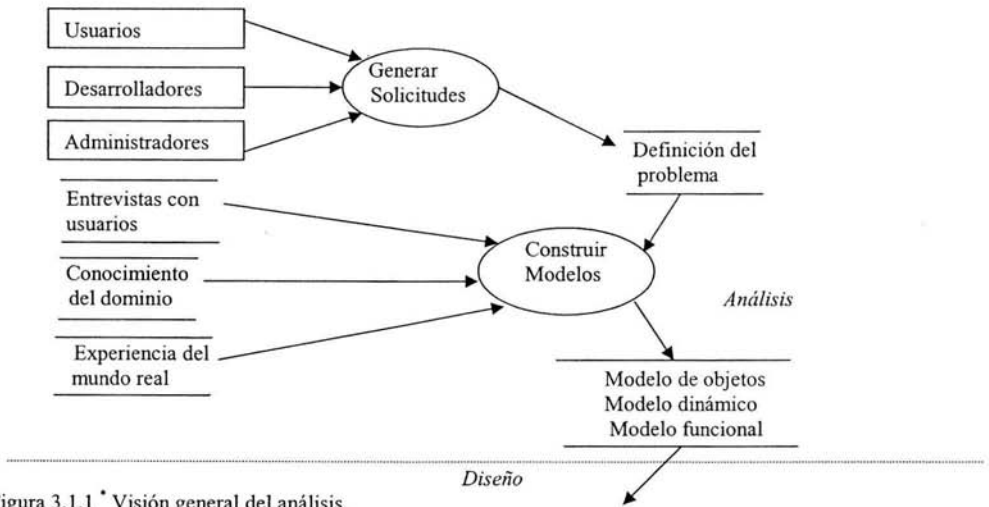 Usuarios
Desarrolladores
Administradores
Generar
Solicitudes
Definición del
problema
Entrevistas con
usuarios
Conocimiento
del dominio
Experiencia del
mundo real
Construir
Modelos
Análisis
Modelo de objetos
Modelo dinámico
Modelo funcional
Diseño
igura 3.1.1 * Visión general del análisis